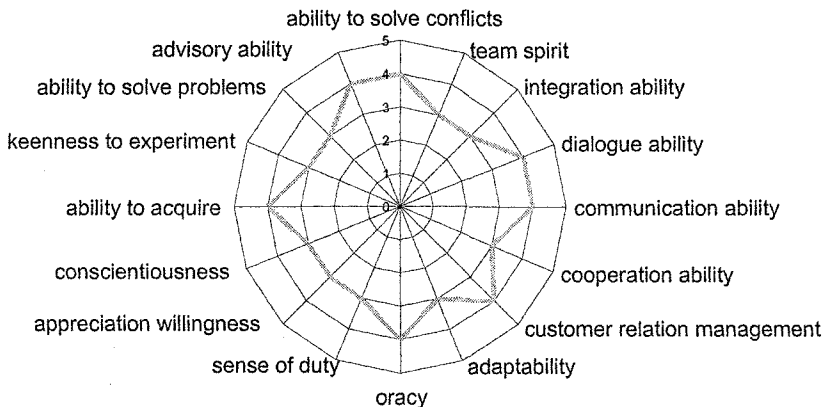 ability to solve conflicts
advisory ability
team spirit
ability to solve problems
integration ability
keenness to experiment
dialogue ability
ability to acquire
communication ability
conscientiousness
cooperation ability
appreciation willingness
customer relation management
sense of duty
adaptability
oracy
5
4
3
2
1
0